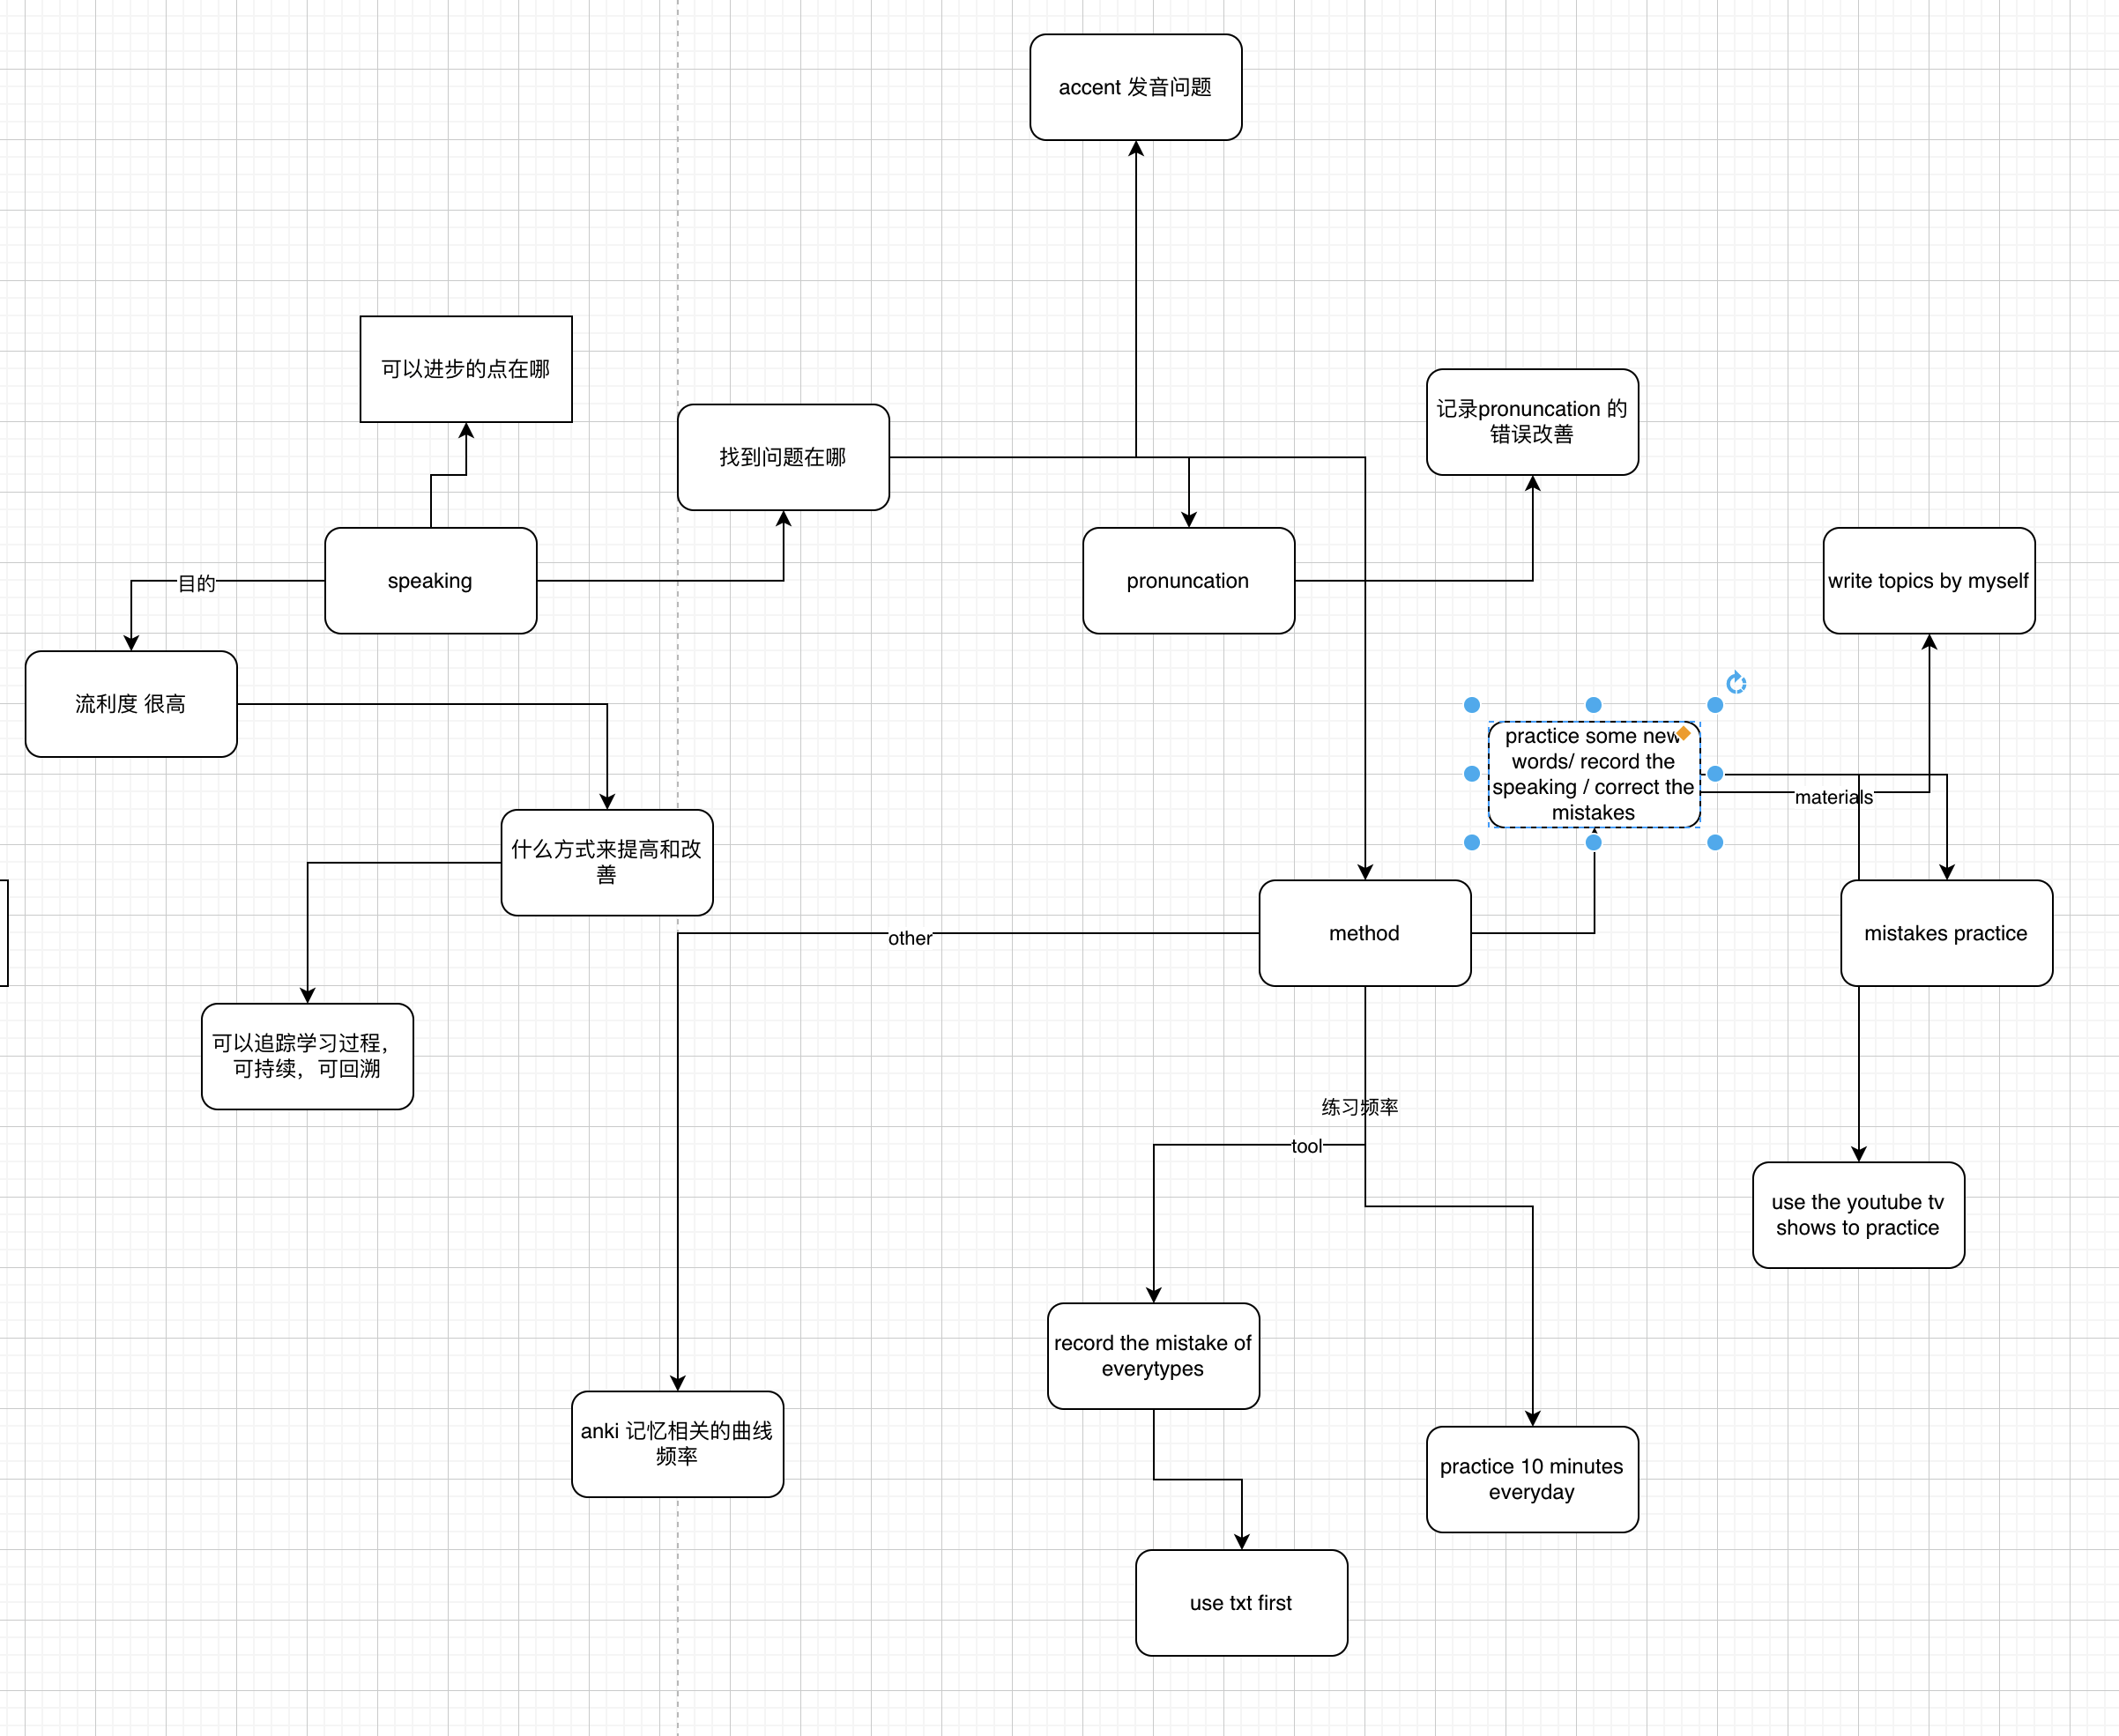 accent 发音问题
可以进步的点在哪
找到问题在哪
记录pronuncation 的
错误改善
speaking
目的
pronuncation
write topics by myself
流利度 很高
practice some new
words/ record the
speaking / correct the
mistakes
materials
什么方式来提高和改
善
method
mistakes practice
other
可以追踪学习过程，
可持续，可回溯
练习频率
tool
use the youtube tv
shows to practice
record the mistake of
everytypes
anki 记忆相关的曲线
频率
practice 10 minutes
everyday
use txt first